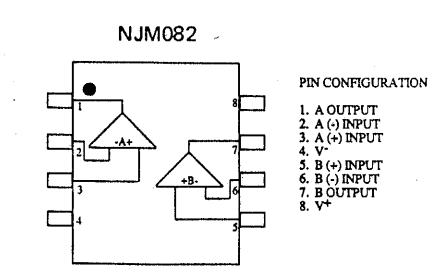 NJM082
PIN CONFIGURATION
1. A OUTPUT
2. A (-) INPUT
3. A (+) INPUT
4. V-
5. B (+) INPUT
6. B (-) INPUT
7. B OUTPUT
8. V+
1
8
-A+
2
7
+B-
3
6
4
5